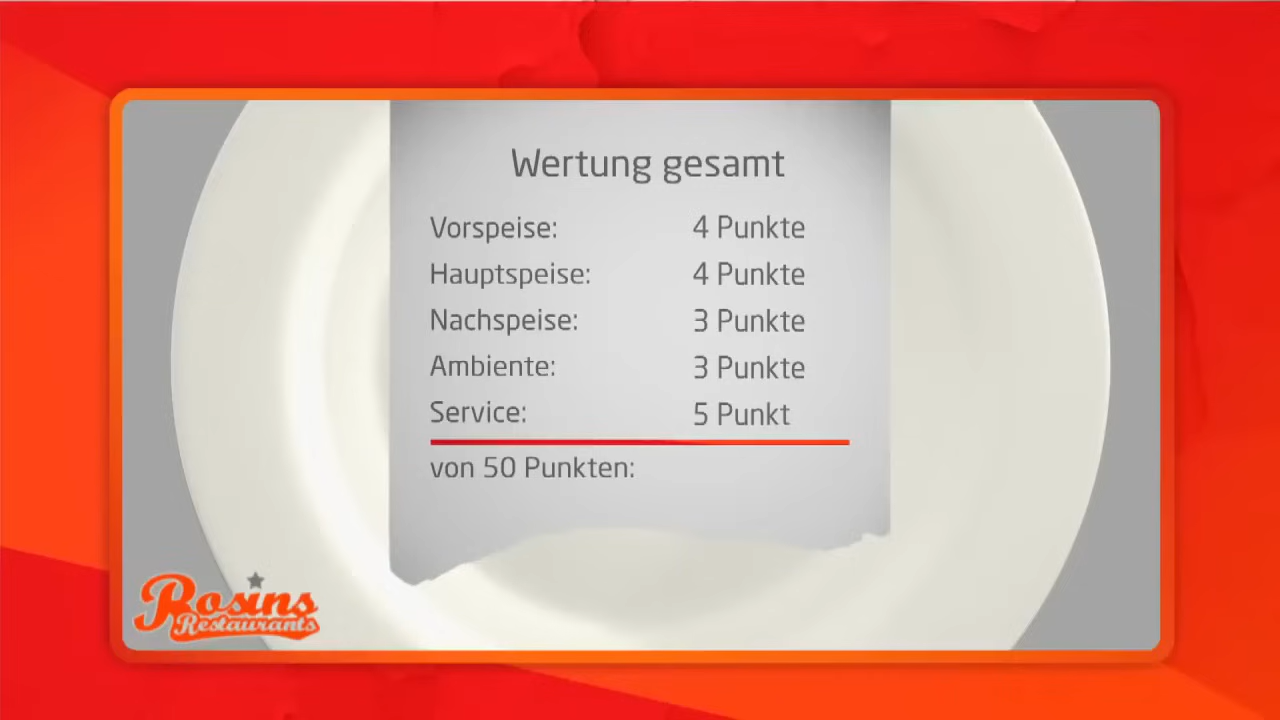 Wertung gesamt
Vorspeise: 4 Punkte
Hauptspeise: 4 Punkte
Nachspeise: 3 Punkte
Ambiente: 3 Punkte
Service: 5 Punkt
von 50 Punkten:
Rosins
Restaurants